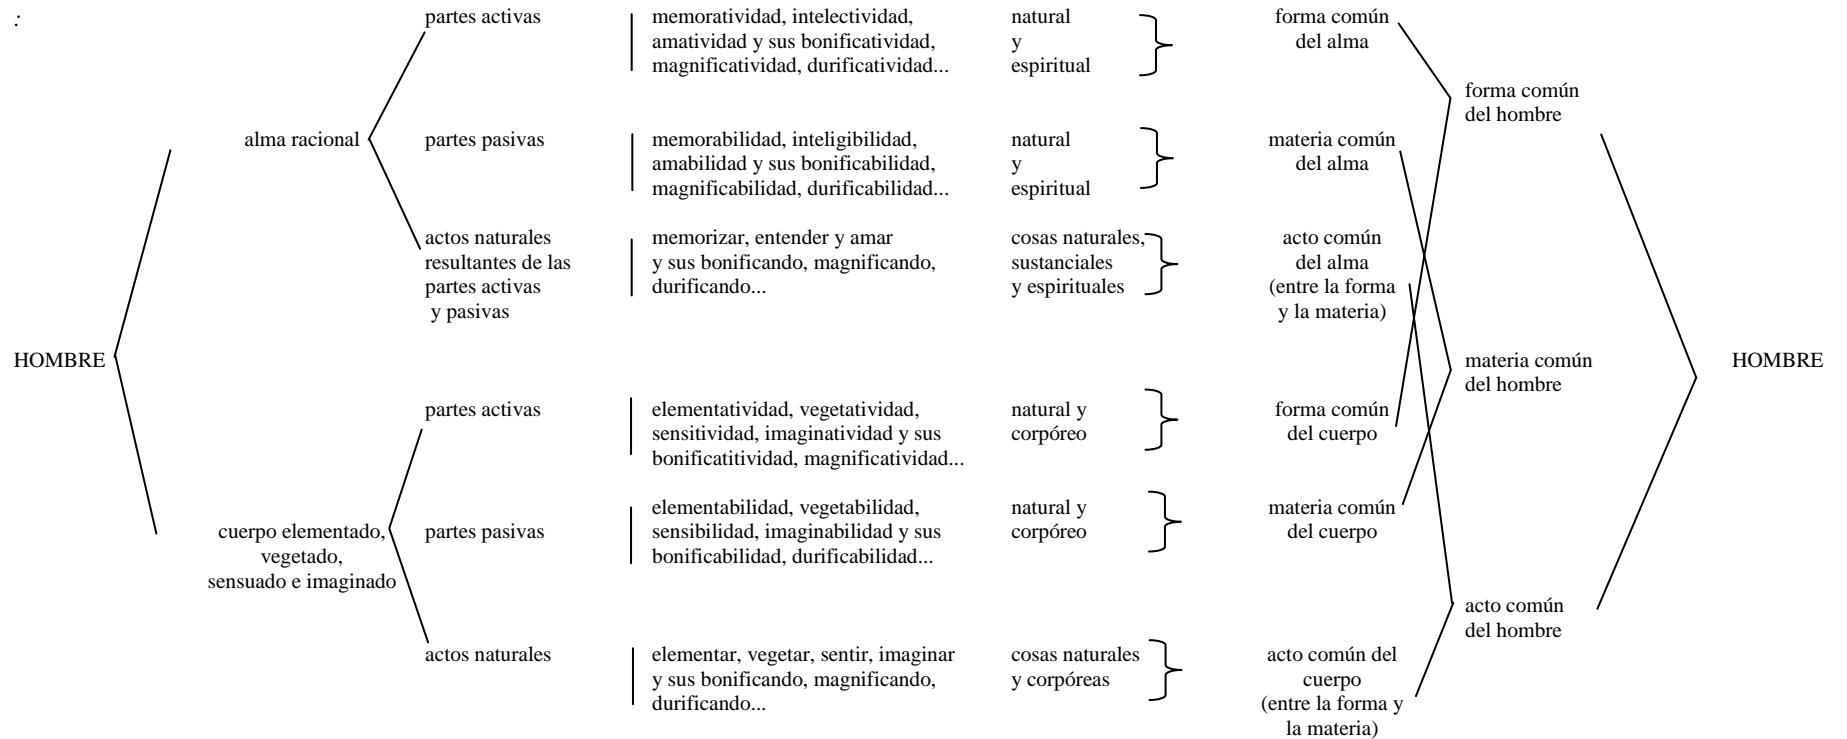 :
partes activas
memoratividad, intelectividad,
amatividad y sus bonificatividad,
magnificatividad, durificatividad...
natural
y
espiritual
forma común
del alma
forma común
del hombre
alma racional
partes pasivas
memorabilidad, inteligibilidad,
amabilidad y sus bonificabilidad,
magnificabilidad, durificabilidad...
natural
y
espiritual
materia común
del alma
actos naturales
resultantes de las
partes activas
y pasivas
memorizar, entender y amar
y sus bonificando, magnificando,
durificando...
cosas naturales,
sustanciales
y espirituales
acto común
del alma
(entre la forma
y la materia)
HOMBRE
materia común
del hombre
HOMBRE
partes activas
elementatividad, vegetatividad,
sensitividad, imaginatividad y sus
bonificatitividad, magnificatividad...
natural y
corpóreo
forma común
del cuerpo
cuerpo elementado,
vegetado,
sensuado e imaginado
partes pasivas
elementabilidad, vegetabilidad,
sensibilidad, imaginabilidad y sus
bonificabilidad, durificabilidad...
natural y
corpóreo
materia común
del cuerpo
acto común
del hombre
actos naturales
elementar, vegetar, sentir, imaginar
y sus bonificando, magnificando,
durificando...
cosas naturales
y corpóreas
acto común del
cuerpo
(entre la forma y
la materia)